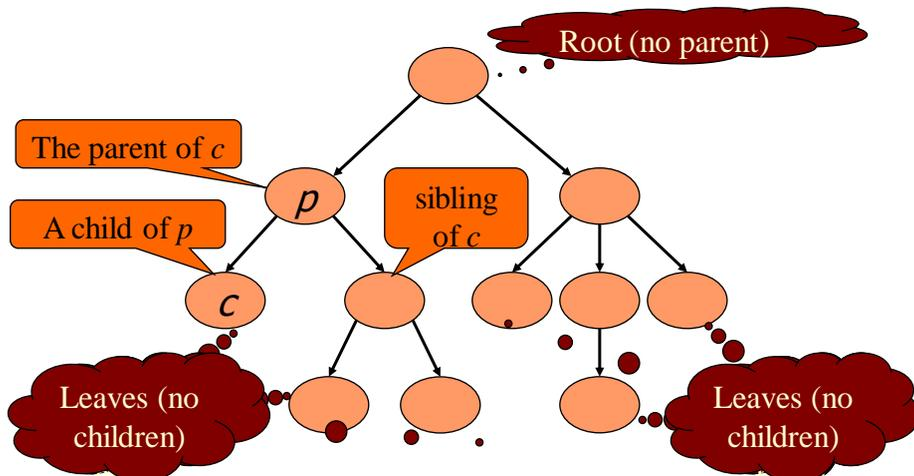 Root (no parent)
The parent of c
p
sibling
of c
A child of p
c
Leaves (no
children)
Leaves (no
children)